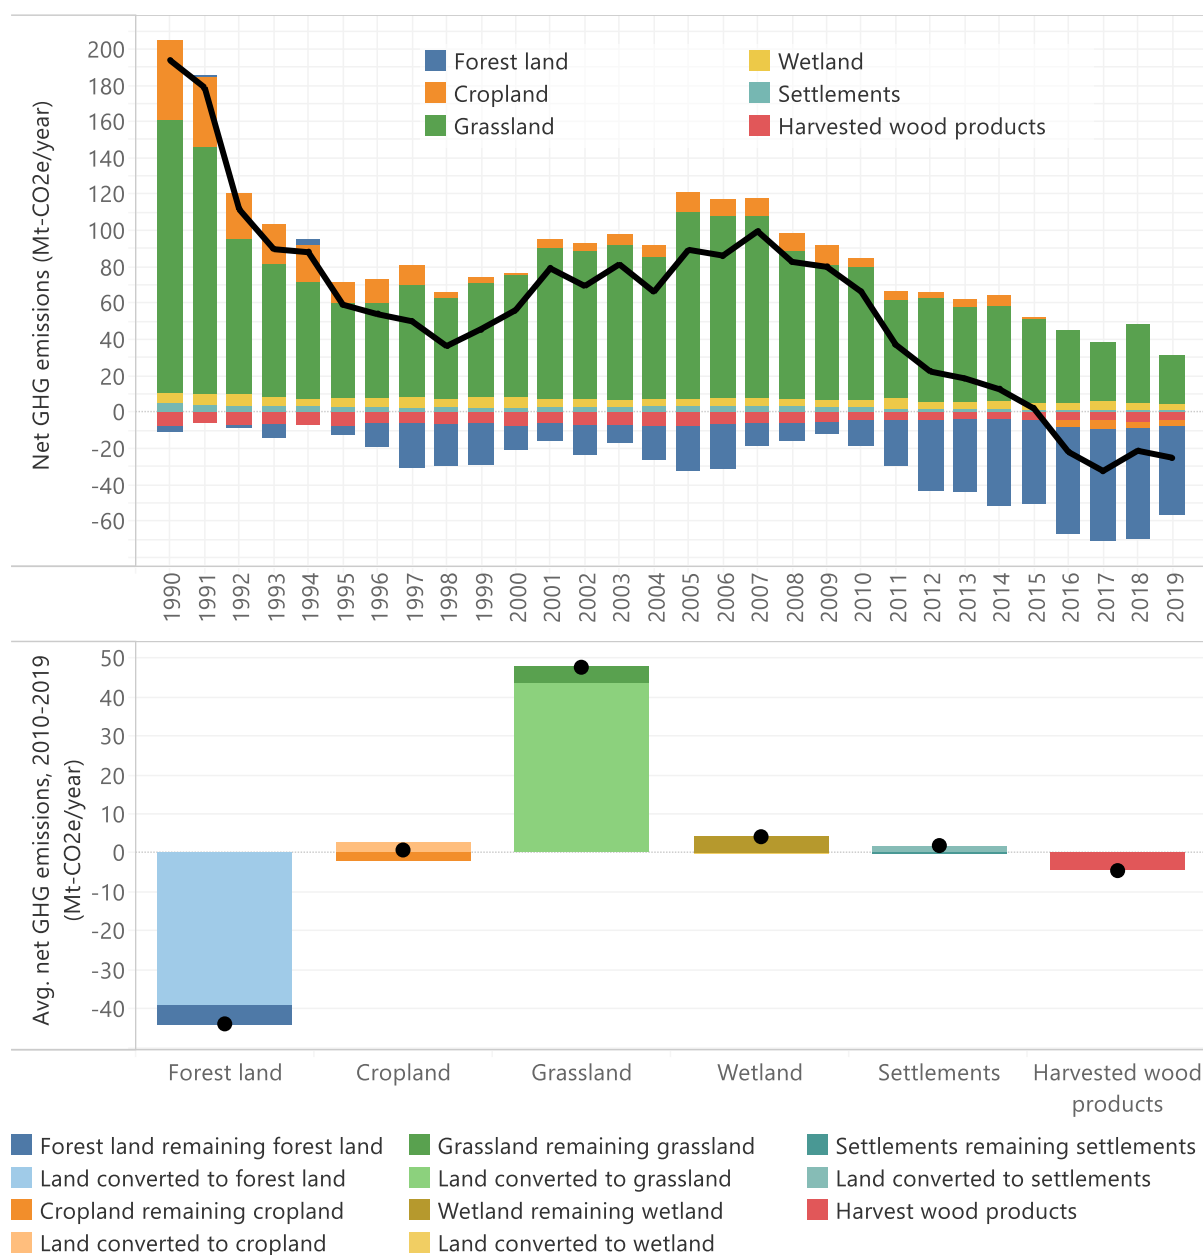 Net GHG emissions (Mt-CO2e/year)
200
180
160
140
120
100
80
60
40
20
0
-20
-40
-60
Forest land
Cropland
Grassland
Wetland
Settlements
Harvested wood products
1990
1991
1992
1993
1994
1995
1996
1997
1998
1999
2000
2001
2002
2003
2004
2005
2006
2007
2008
2009
2010
2011
2012
2013
2014
2015
2016
2017
2018
2019
Avg. net GHG emissions, 2010-2019
(Mt-CO2e/year)
50
40
30
20
10
0
-10
-20
-30
-40
Forest land
Cropland
Grassland
Wetland
Settlements
Harvested wood
products
Forest land remaining forest land
Land converted to forest land
Cropland remaining cropland
Land converted to cropland
Grassland remaining grassland
Land converted to grassland
Wetland remaining wetland
Land converted to wetland
Settlements remaining settlements
Land converted to settlements
Harvest wood products